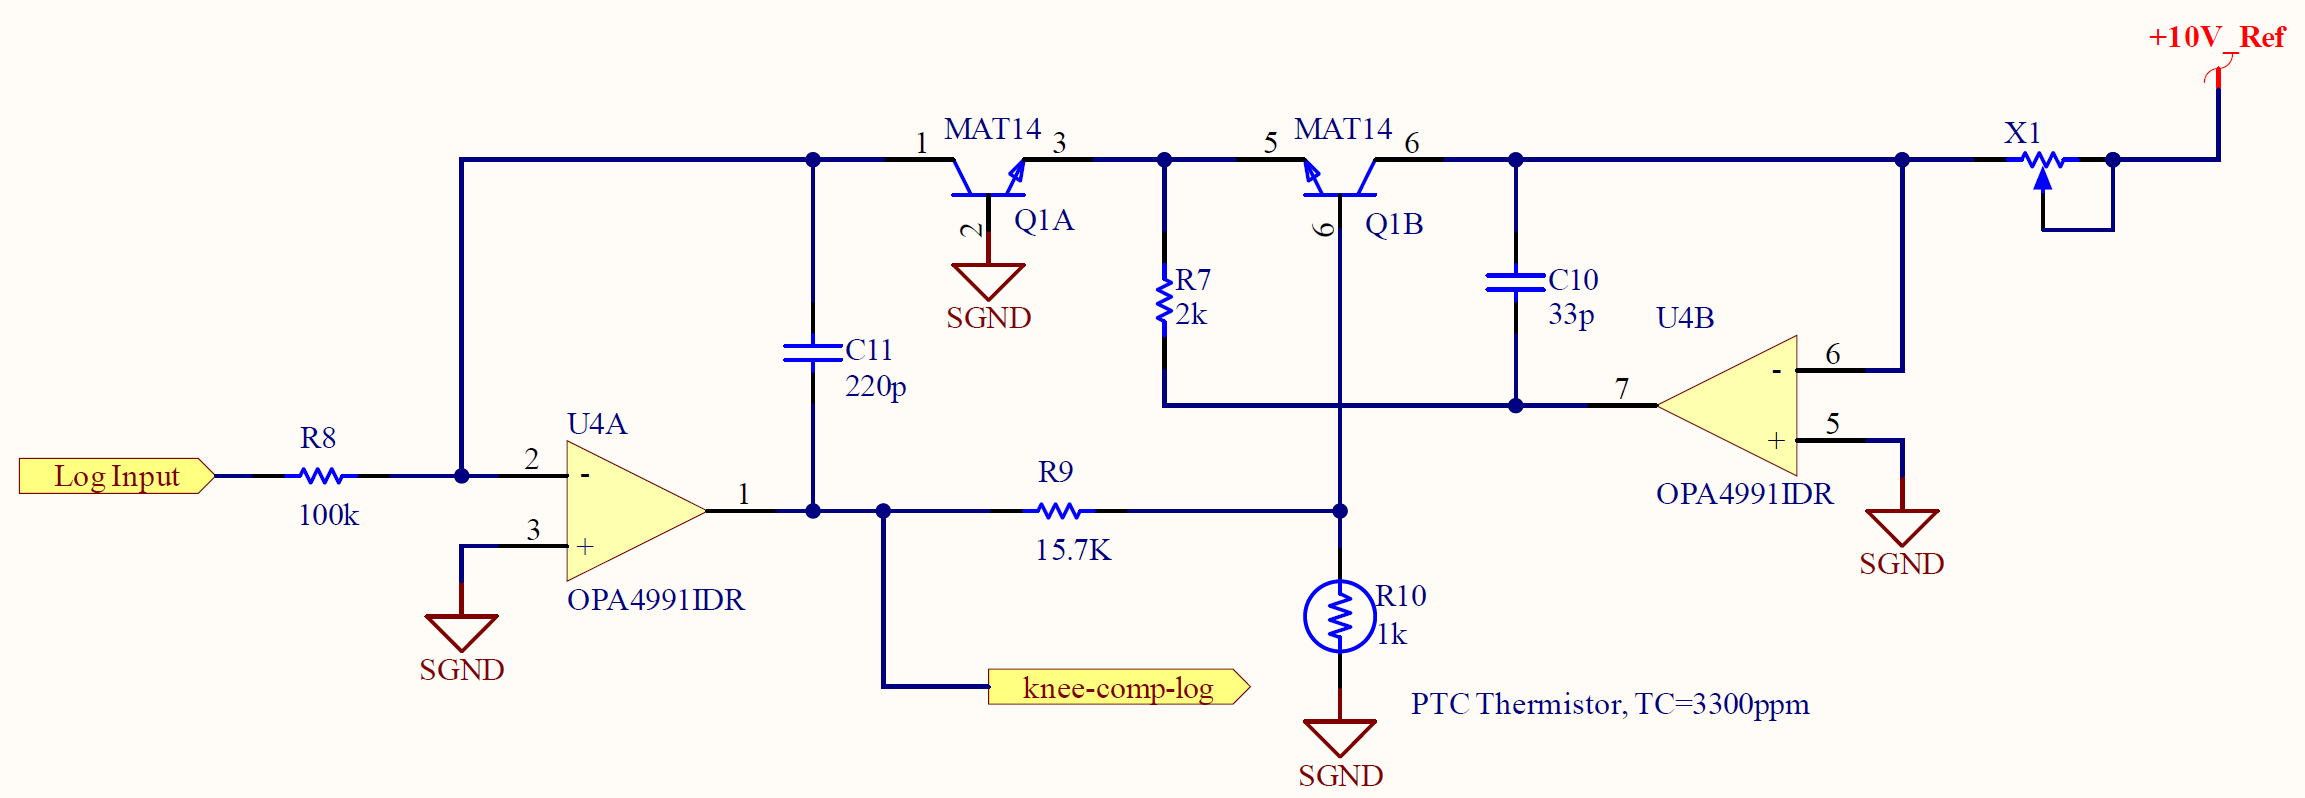 +10V_Ref
X1
MAT14
1
3
2
Q1A
SGND
MAT14
5
6
6
Q1B
R7
2k
C10
33p
U4B
6
7
5
OPA4991IDR
SGND
C11
220p
U4A
R8
100k
Log Input
2
-
3
+
1
OPA4991IDR
SGND
-
+
R9
15.7K
R10
1k
knee-comp-log
PTC Thermistor, TC=3300ppm
SGND